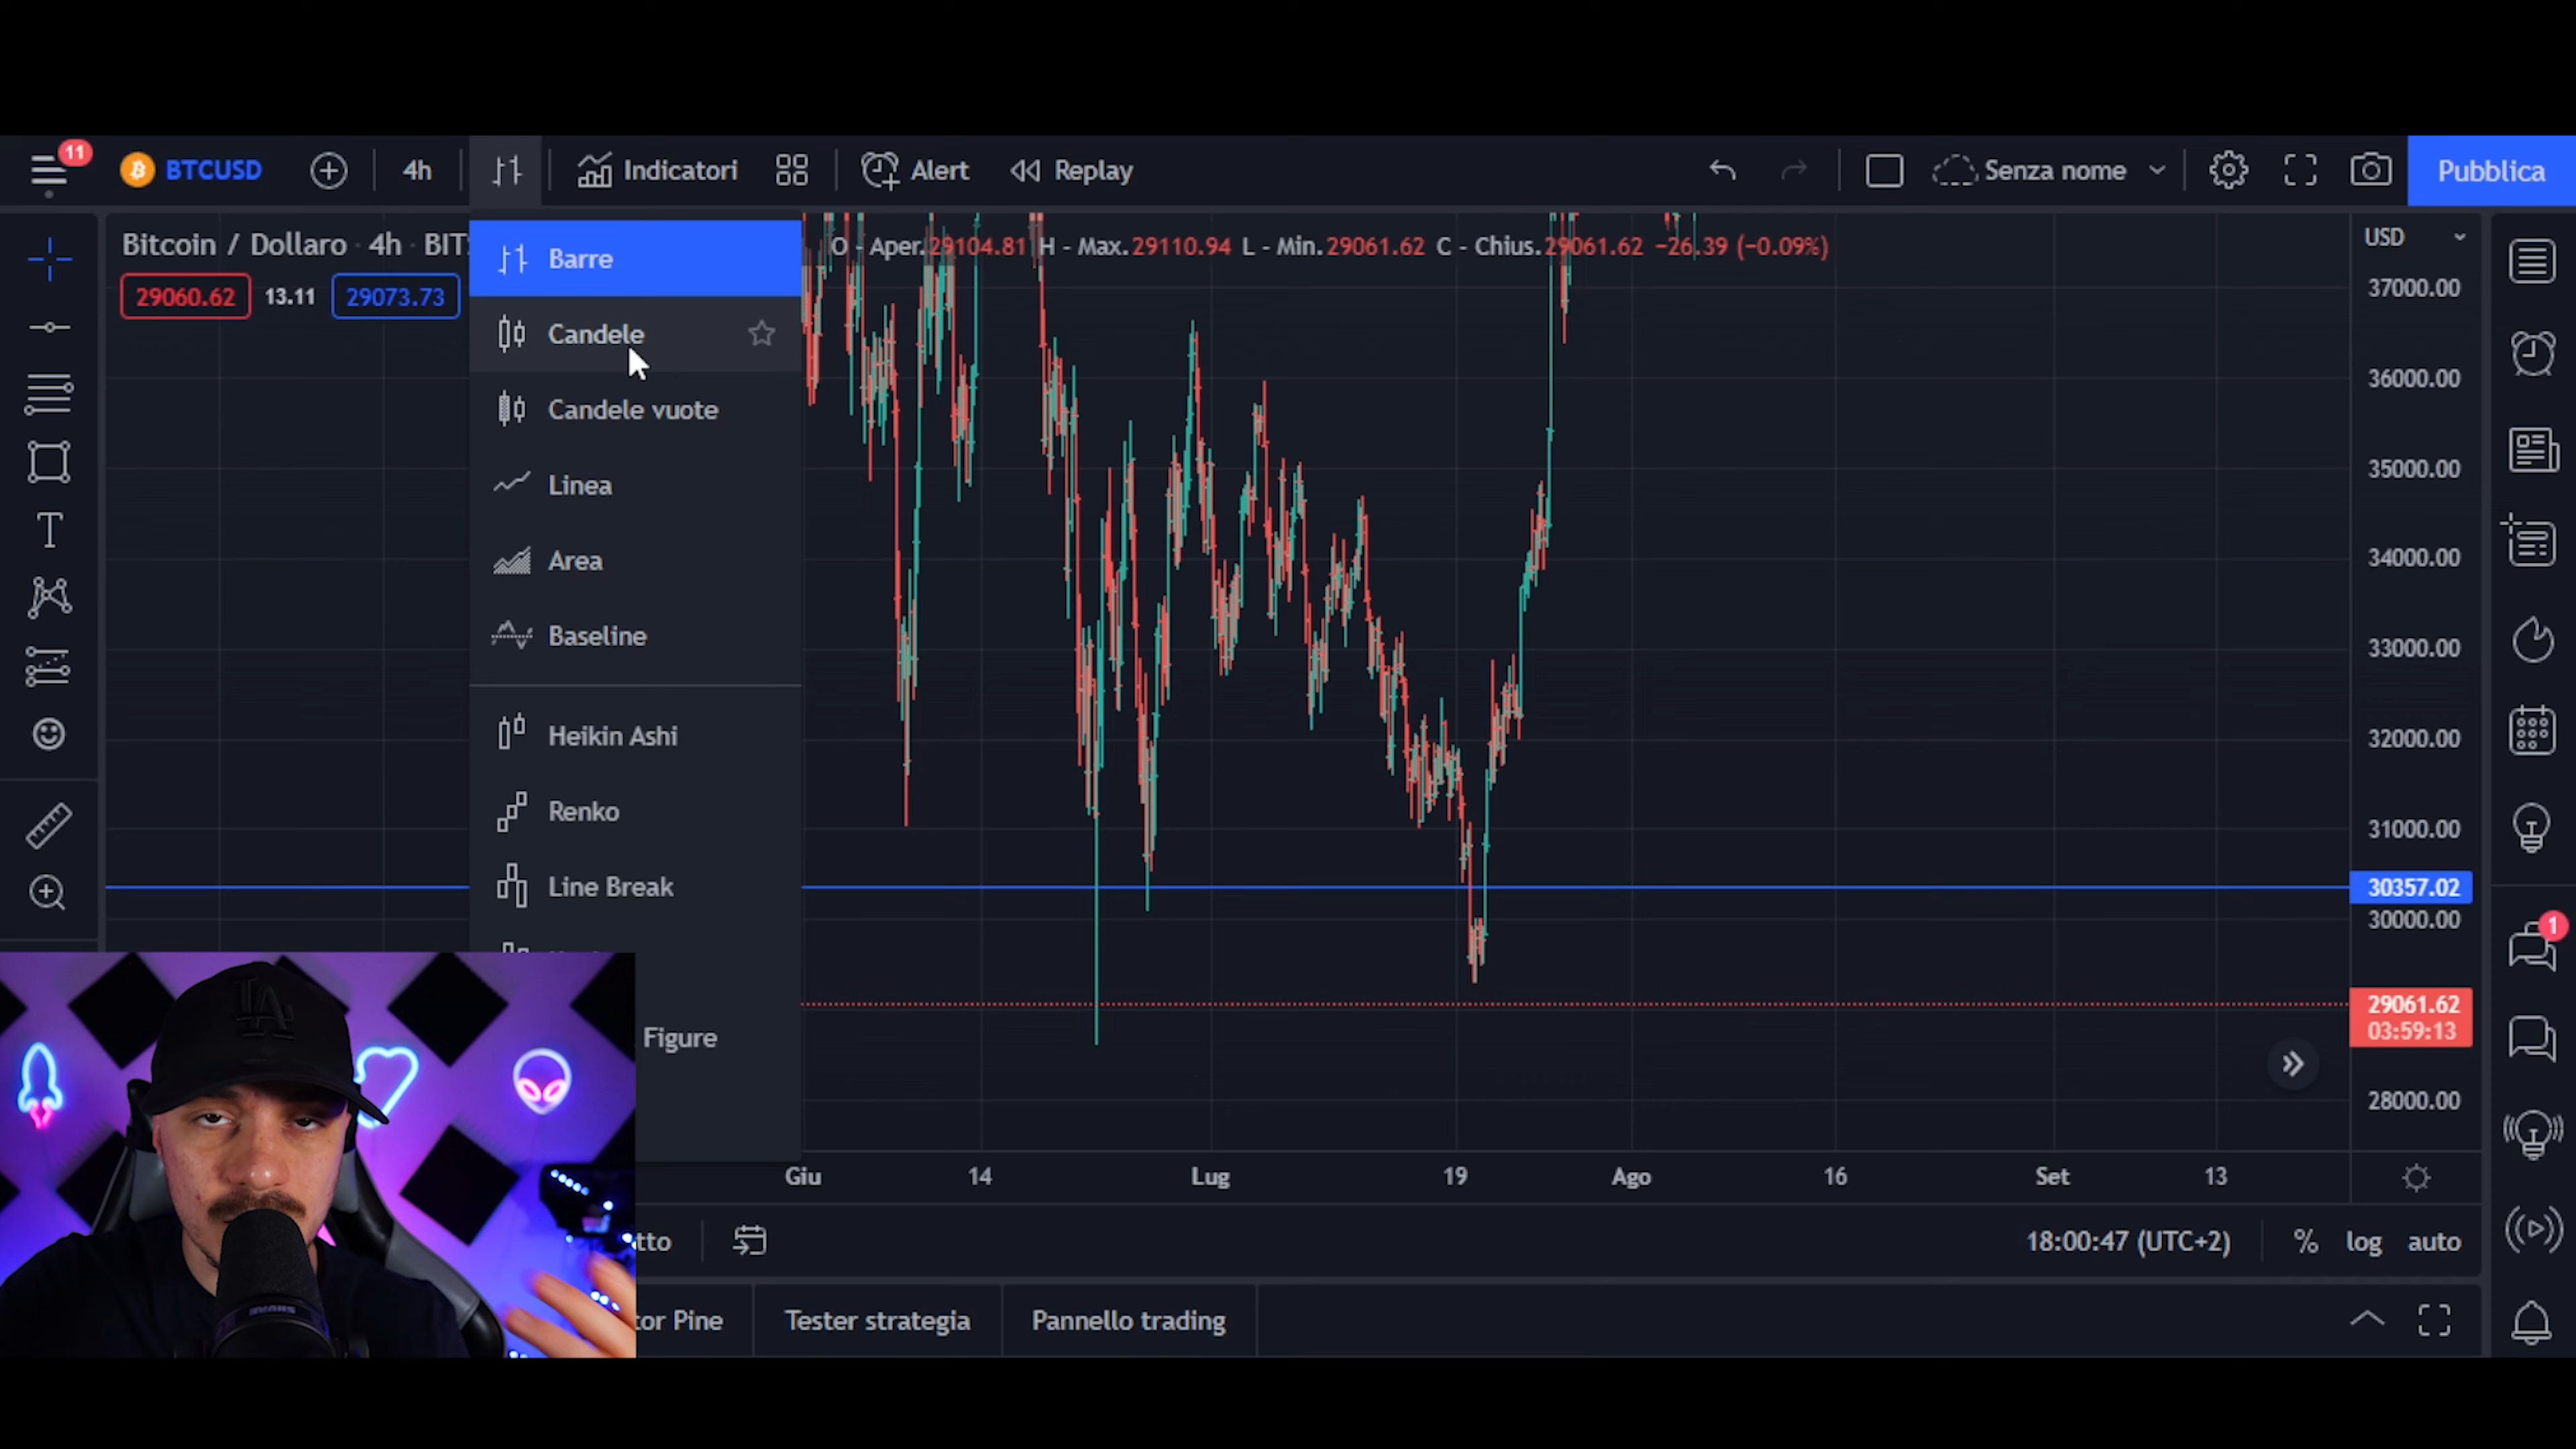 11
BTCUSD
4h
Indicatori
Alert
Replay
Senza nome
Pubblica
Bitcoin / Dollaro · 4h ·
O - Aper.29104.81 H - Max.29110.94 L - Min.29061.62 C - Chius.29061.62 −26.39 (−0.09%)
USD
29060.62
13.11
29073.73
Barre
Candele
Candele vuote
Linea
Area
Baseline
Heikin Ashi
Renko
Line Break
Figure
37000.00
36000.00
35000.00
34000.00
33000.00
32000.00
31000.00
30357.02
30000.00
29061.62
03:59:13
28000.00
1
LA
Giu
14
Lug
19
Ago
16
Set
13
18:00:47 (UTC+2)
%
log
auto
Pine
Tester strategia
Pannello trading